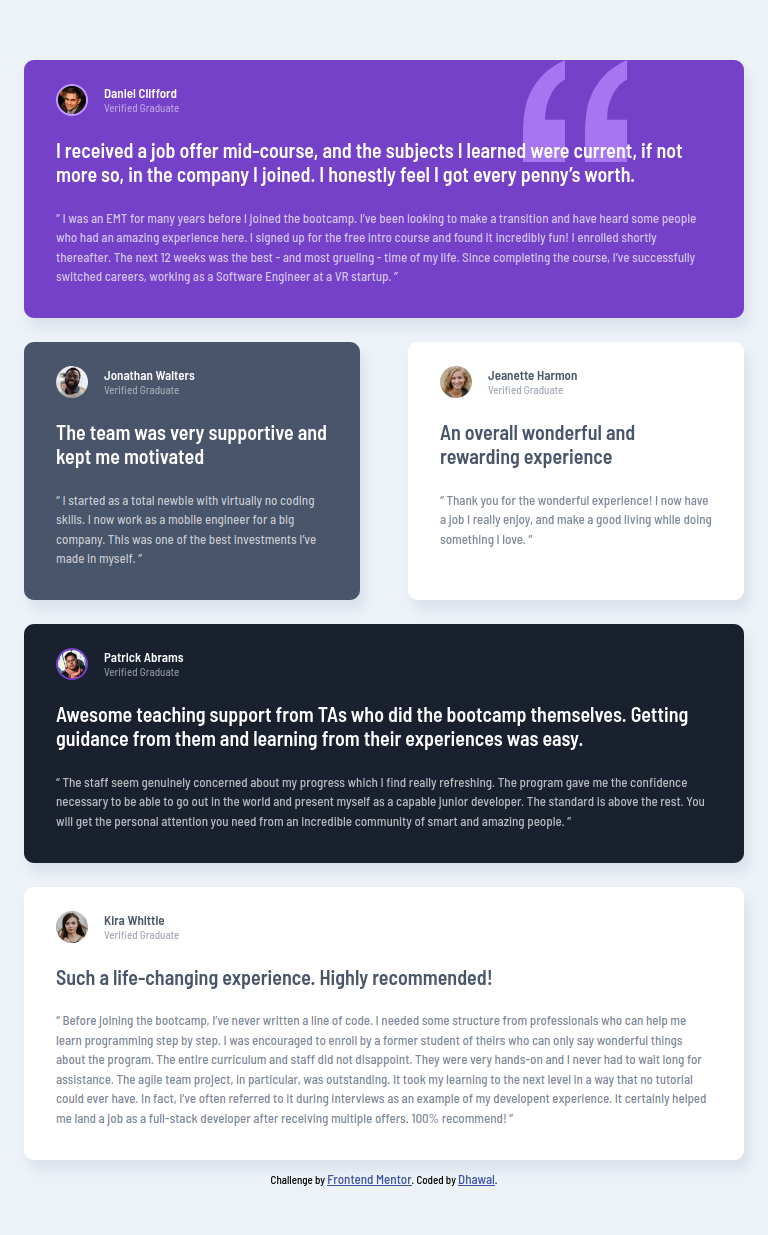 Daniel Clifford
Verified Graduate
I received a job offer mid-course, and the subjects I learned were current, if not
more so, in the company I joined. I honestly feel I got every penny’s worth.
“ I was an EMT for many years before I joined the bootcamp. I’ve been looking to make a transition and have heard some people
who had an amazing experience here. I signed up for the free intro course and found it incredibly fun! I enrolled shortly
thereafter. The next 12 weeks was the best - and most grueling - time of my life. Since completing the course, I’ve successfully
switched careers, working as a Software Engineer at a VR startup. ”
Jonathan Walters
Verified Graduate
The team was very supportive and
kept me motivated
“ I started as a total newbie with virtually no coding
skills. I now work as a mobile engineer for a big
company. This was one of the best investments I’ve
made in myself. ”
Jeanette Harmon
Verified Graduate
An overall wonderful and
rewarding experience
“ Thank you for the wonderful experience! I now have
a job I really enjoy, and make a good living while doing
something I love. ”
Patrick Abrams
Verified Graduate
Awesome teaching support from TAs who did the bootcamp themselves. Getting
guidance from them and learning from their experiences was easy.
“ The staff seem genuinely concerned about my progress which I find really refreshing. The program gave me the confidence
necessary to be able to go out in the world and present myself as a capable junior developer. The standard is above the rest. You
will get the personal attention you need from an incredible community of smart and amazing people. ”
Kira Whittle
Verified Graduate
Such a life-changing experience. Highly recommended!
“ Before joining the bootcamp, I’ve never written a line of code. I needed some structure from professionals who can help me
learn programming step by step. I was encouraged to enroll by a former student of theirs who can only say wonderful things
about the program. The entire curriculum and staff did not disappoint. They were very hands-on and I never had to wait long for
assistance. The agile team project, in particular, was outstanding. It took my learning to the next level in a way that no tutorial
could ever have. In fact, I’ve often referred to it during interviews as an example of my developent experience. It certainly helped
me land a job as a full-stack developer after receiving multiple offers. 100% recommend! ”
Challenge by Frontend Mentor. Coded by Dhawal.